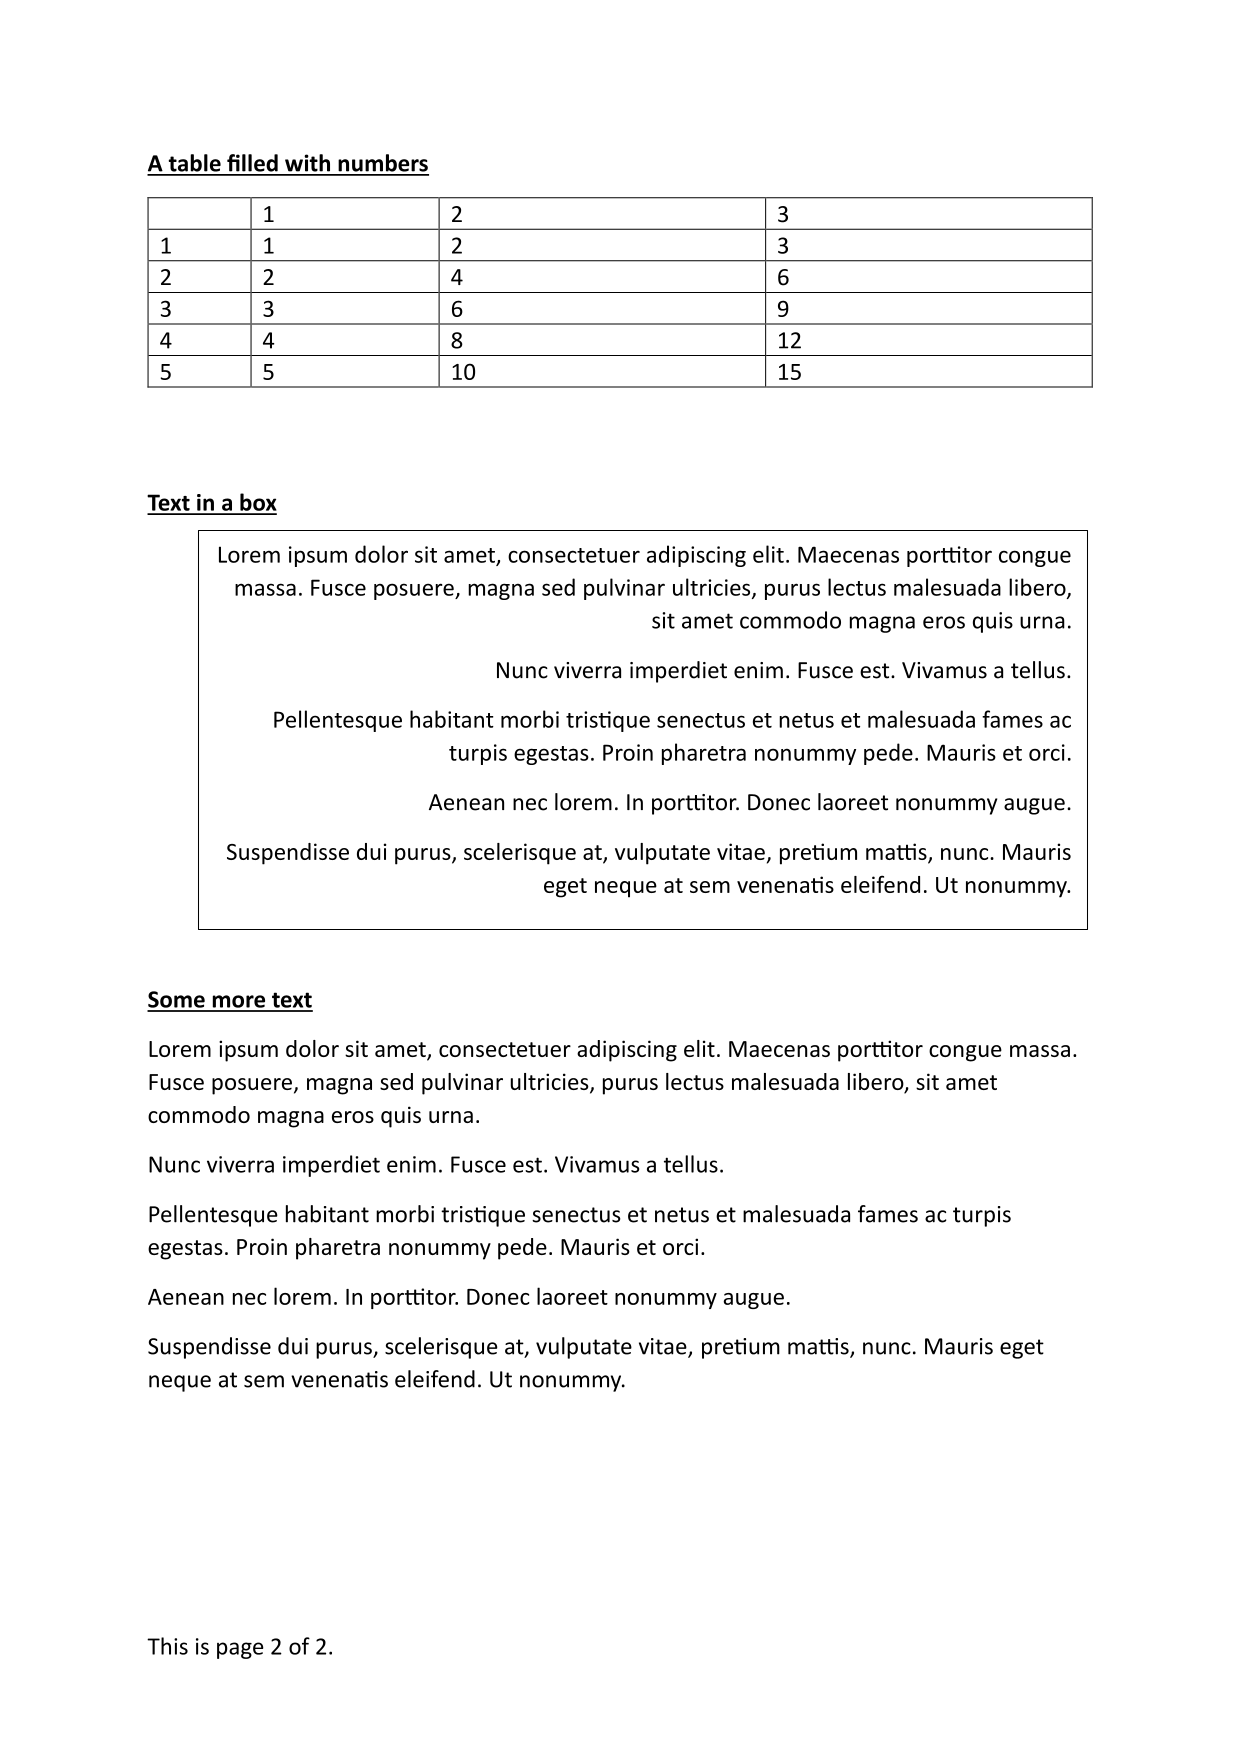 A table filled with numbers
1 2 3
1 1 2 3
2 2 4 6
3 3 6 9
4 4 8 12
5 5 10 15
Text in a box
Lorem ipsum dolor sit amet, consectetuer adipiscing elit. Maecenas porttitor congue
massa. Fusce posuere, magna sed pulvinar ultricies, purus lectus malesuada libero,
sit amet commodo magna eros quis urna.
Nunc viverra imperdiet enim. Fusce est. Vivamus a tellus.
Pellentesque habitant morbi tristique senectus et netus et malesuada fames ac
turpis egestas. Proin pharetra nonummy pede. Mauris et orci.
Aenean nec lorem. In porttitor. Donec laoreet nonummy augue.
Suspendisse dui purus, scelerisque at, vulputate vitae, pretium mattis, nunc. Mauris
eget neque at sem venenatis eleifend. Ut nonummy.
Some more text
Lorem ipsum dolor sit amet, consectetuer adipiscing elit. Maecenas porttitor congue massa.
Fusce posuere, magna sed pulvinar ultricies, purus lectus malesuada libero, sit amet
commodo magna eros quis urna.
Nunc viverra imperdiet enim. Fusce est. Vivamus a tellus.
Pellentesque habitant morbi tristique senectus et netus et malesuada fames ac turpis
egestas. Proin pharetra nonummy pede. Mauris et orci.
Aenean nec lorem. In porttitor. Donec laoreet nonummy augue.
Suspendisse dui purus, scelerisque at, vulputate vitae, pretium mattis, nunc. Mauris eget
neque at sem venenatis eleifend. Ut nonummy.
This is page 2 of 2.